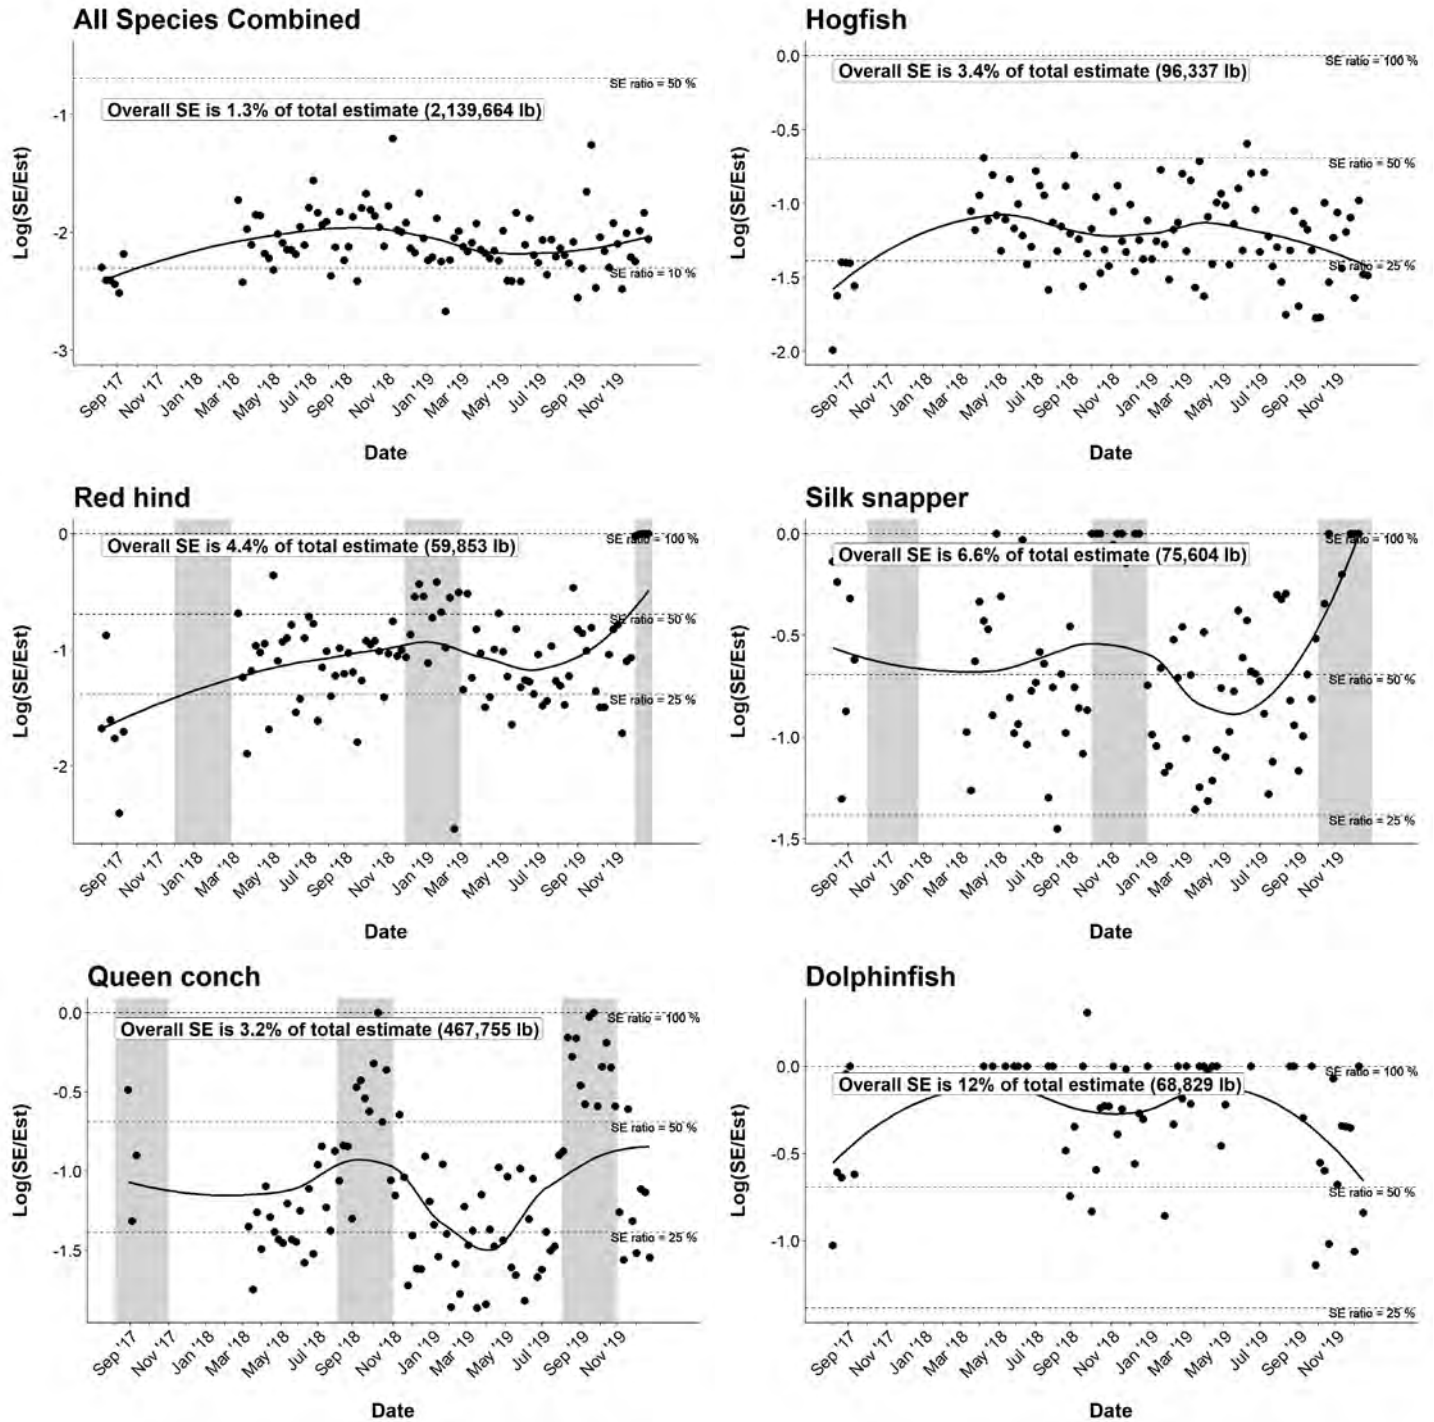 All Species Combined
SE ratio = 50 %
Overall SE is 1.3% of total estimate (2,139,664 lb)
-1
-2
SE ratio = 10 %
-3
Log(SE/Est)
Sep '17 Nov '17 Jan '18 Mar '18 May '18 Jul '18 Sep '18 Nov '18 Jan '19 Mar '19 May '19 Jul '19 Sep '19 Nov '19
Date
Hogfish
0.0
SE ratio = 100 %
Overall SE is 3.4% of total estimate (96,337 lb)
-0.5
SE ratio = 50 %
-1.0
SE ratio = 25 %
-1.5
-2.0
Log(SE/Est)
Sep '17 Nov '17 Jan '18 Mar '18 May '18 Jul '18 Sep '18 Nov '18 Jan '19 Mar '19 May '19 Jul '19 Sep '19 Nov '19
Date
Red hind
0
SE ratio = 100 %
Overall SE is 4.4% of total estimate (59,853 lb)
SE ratio = 50 %
-1
SE ratio = 25 %
-2
Log(SE/Est)
Sep '17 Nov '17 Jan '18 Mar '18 May '18 Jul '18 Sep '18 Nov '18 Jan '19 Mar '19 May '19 Jul '19 Sep '19 Nov '19
Date
Silk snapper
0.0
SE ratio = 100 %
Overall SE is 6.6% of total estimate (75,604 lb)
-0.5
SE ratio = 50 %
-1.0
SE ratio = 25 %
-1.5
Log(SE/Est)
Sep '17 Nov '17 Jan '18 Mar '18 May '18 Jul '18 Sep '18 Nov '18 Jan '19 Mar '19 May '19 Jul '19 Sep '19 Nov '19
Date
Queen conch
0.0
SE ratio = 100 %
Overall SE is 3.2% of total estimate (467,755 lb)
-0.5
SE ratio = 50 %
-1.0
SE ratio = 25 %
-1.5
Log(SE/Est)
Sep '17 Nov '17 Jan '18 Mar '18 May '18 Jul '18 Sep '18 Nov '18 Jan '19 Mar '19 May '19 Jul '19 Sep '19 Nov '19
Date
Dolphinfish
0.0
SE ratio = 100 %
Overall SE is 12% of total estimate (68,829 lb)
-0.5
SE ratio = 50 %
-1.0
SE ratio = 25 %
Log(SE/Est)
Sep '17 Nov '17 Jan '18 Mar '18 May '18 Jul '18 Sep '18 Nov '18 Jan '19 Mar '19 May '19 Jul '19 Sep '19 Nov '19
Date